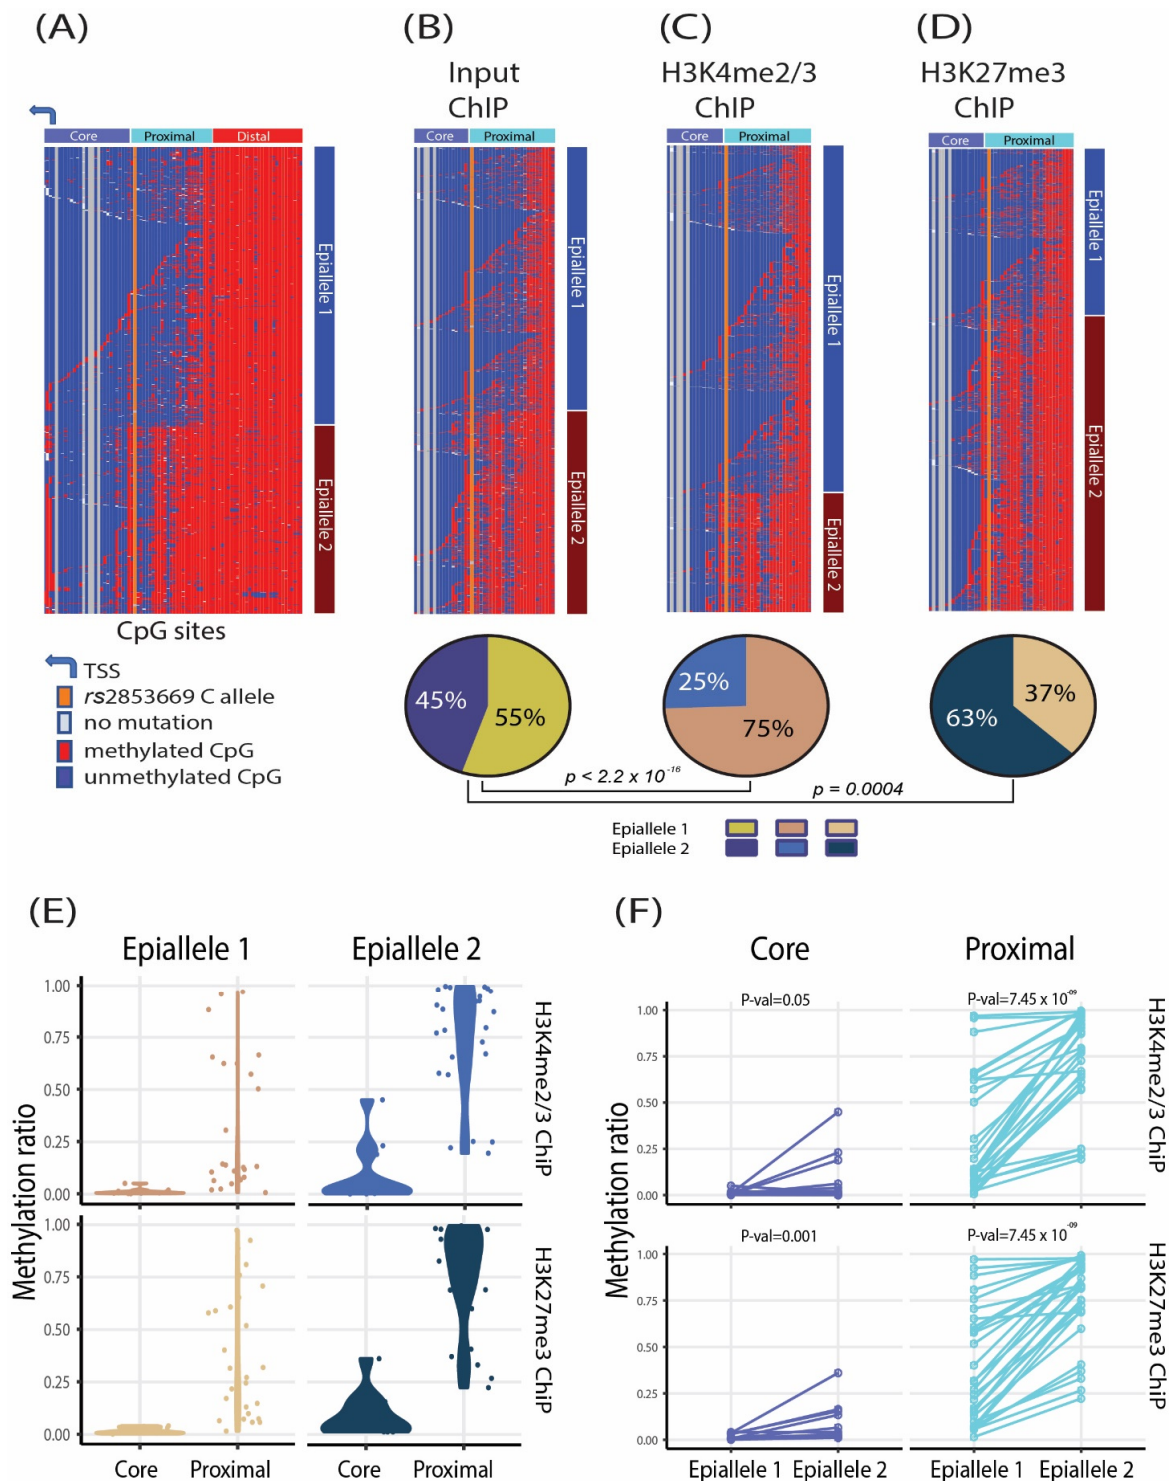 (A)
(B)
(C)
(D)
Input
ChIP
H3K4me2/3
ChIP
H3K27me3
ChIP
Core
Proximal
Distal
Core
Proximal
Core
Proximal
Core
Proximal
Epiallele 1
Epiallele 2
Epiallele 1
Epiallele 2
Epiallele 1
Epiallele 2
Epiallele 1
Epiallele 2
CpG sites
TSS
rs2853669 C allele
no mutation
methylated CpG
unmethylated CpG
45%
55%
25%
75%
63%
37%
p < 2.2 x 10⁻¹⁶
p = 0.0004
Epiallele 1
Epiallele 2
(E)
Epiallele 1
Epiallele 2
Methylation ratio
1.00
0.75
0.50
0.25
0.00
H3K4me2/3 ChiP
1.00
0.75
0.50
0.25
0.00
H3K27me3 ChiP
Core
Proximal
Core
Proximal
(F)
Core
Proximal
Methylation ratio
P-val=0.05
P-val=7.45 x 10⁻⁰⁹
1.00
0.75
0.50
0.25
0.00
H3K4me2/3 ChiP
P-val=0.001
P-val=7.45 x 10⁻⁰⁹
1.00
0.75
0.50
0.25
0.00
H3K27me3 ChiP
Epiallele 1
Epiallele 2
Epiallele 1
Epiallele 2